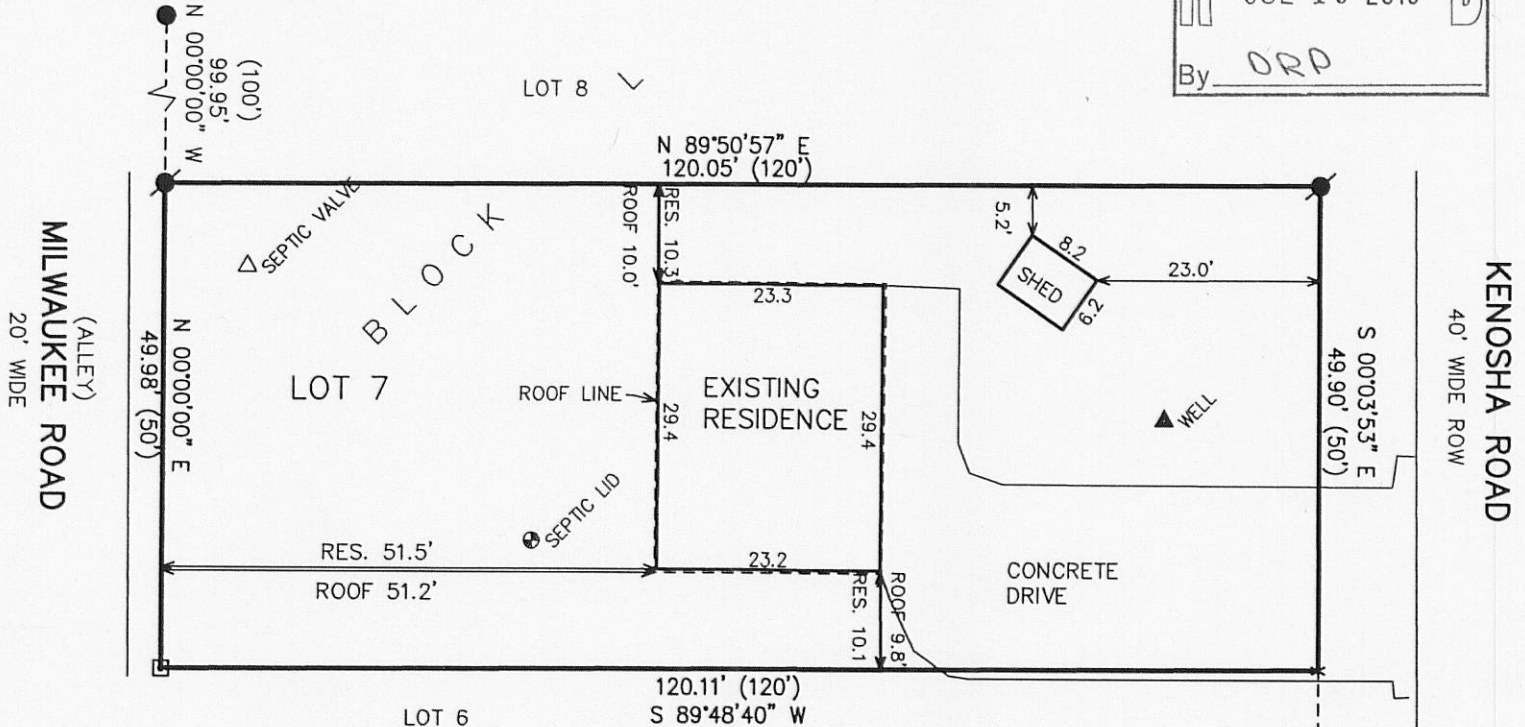 By DRD
N 00°00'00" W
99.95'
(100')
LOT 8
N 89°50'57" E
120.05' (120')
SEPTIC VALVE
BLOCK
RES. 10.3
ROOF 10.0'
5.2'
8.2
SHED
6.2
23.0'
23.3
KENOSHA ROAD
40' WIDE ROW
S 00°03'53" E
49.90' (50')
MILWAUKEE ROAD
(ALLEY)
20' WIDE
N 00°00'00" E
49.98' (50')
LOT 7
ROOF LINE
29.4
EXISTING
RESIDENCE
29.4
WELL
SEPTIC LID
RES. 51.5'
ROOF 51.2'
23.2
ROOF 9.8'
RES. 10.1
CONCRETE
DRIVE
120.11' (120')
S 89°48'40" W
LOT 6